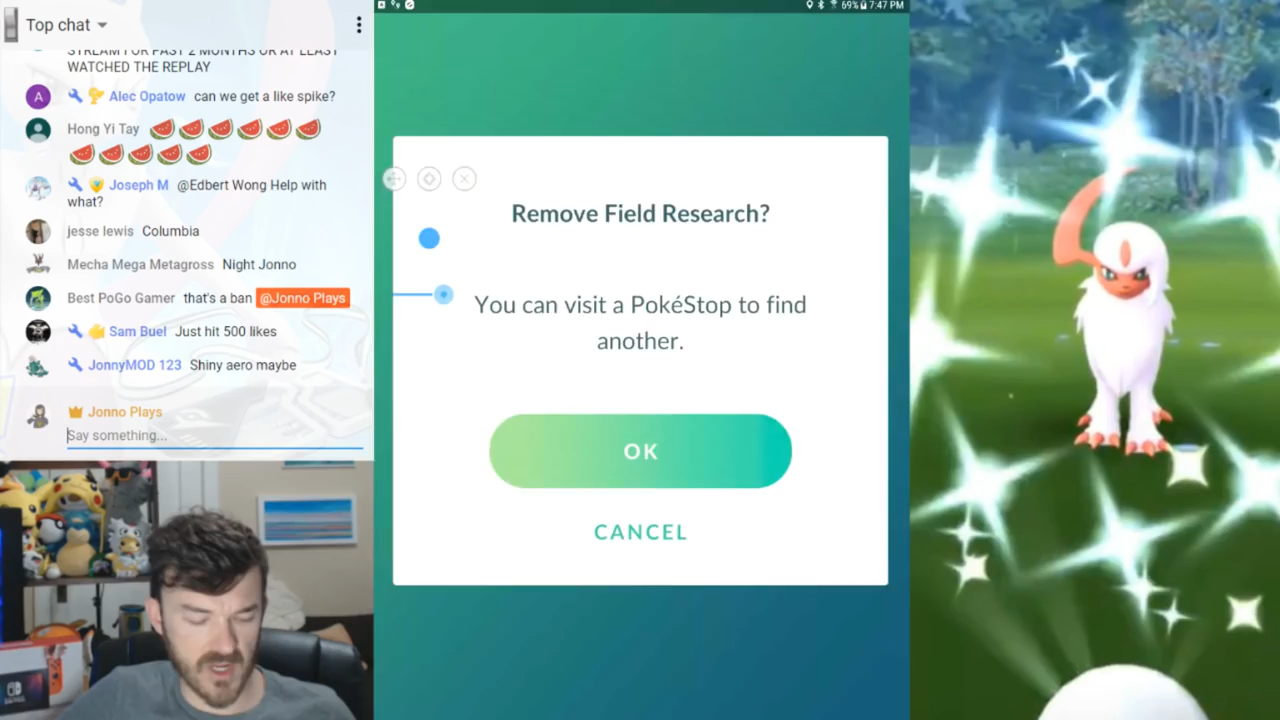 Top chat
STREAM FOR PAST 2 MONTHS OR AT LEAST
WATCHED THE REPLAY
A Alec Opatow can we get a like spike?
Hong Yi Tay 🍉🍉🍉🍉🍉🍉
🍉🍉🍉🍉🍉
Joseph M @Edbert Wong Help with
what?
jesse lewis Columbia
Mecha Mega Metagross Night Jonno
Best PoGo Gamer that's a ban @Jonno Plays
Sam Buel Just hit 500 likes
JonnyMOD 123 Shiny aero maybe
Jonno Plays
Say something...
69% 7:47 PM
Remove Field Research?
You can visit a PokéStop to find
another.
OK
CANCEL